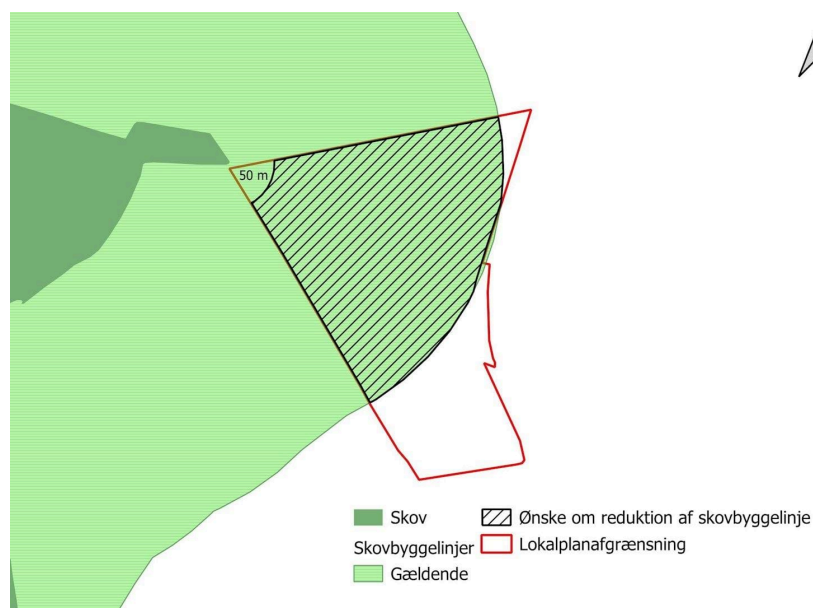 50 m
Skov
Skovbyggelinjer
Gældende
Ønske om reduktion af skovbyggelinje
Lokalplanafgrænsning